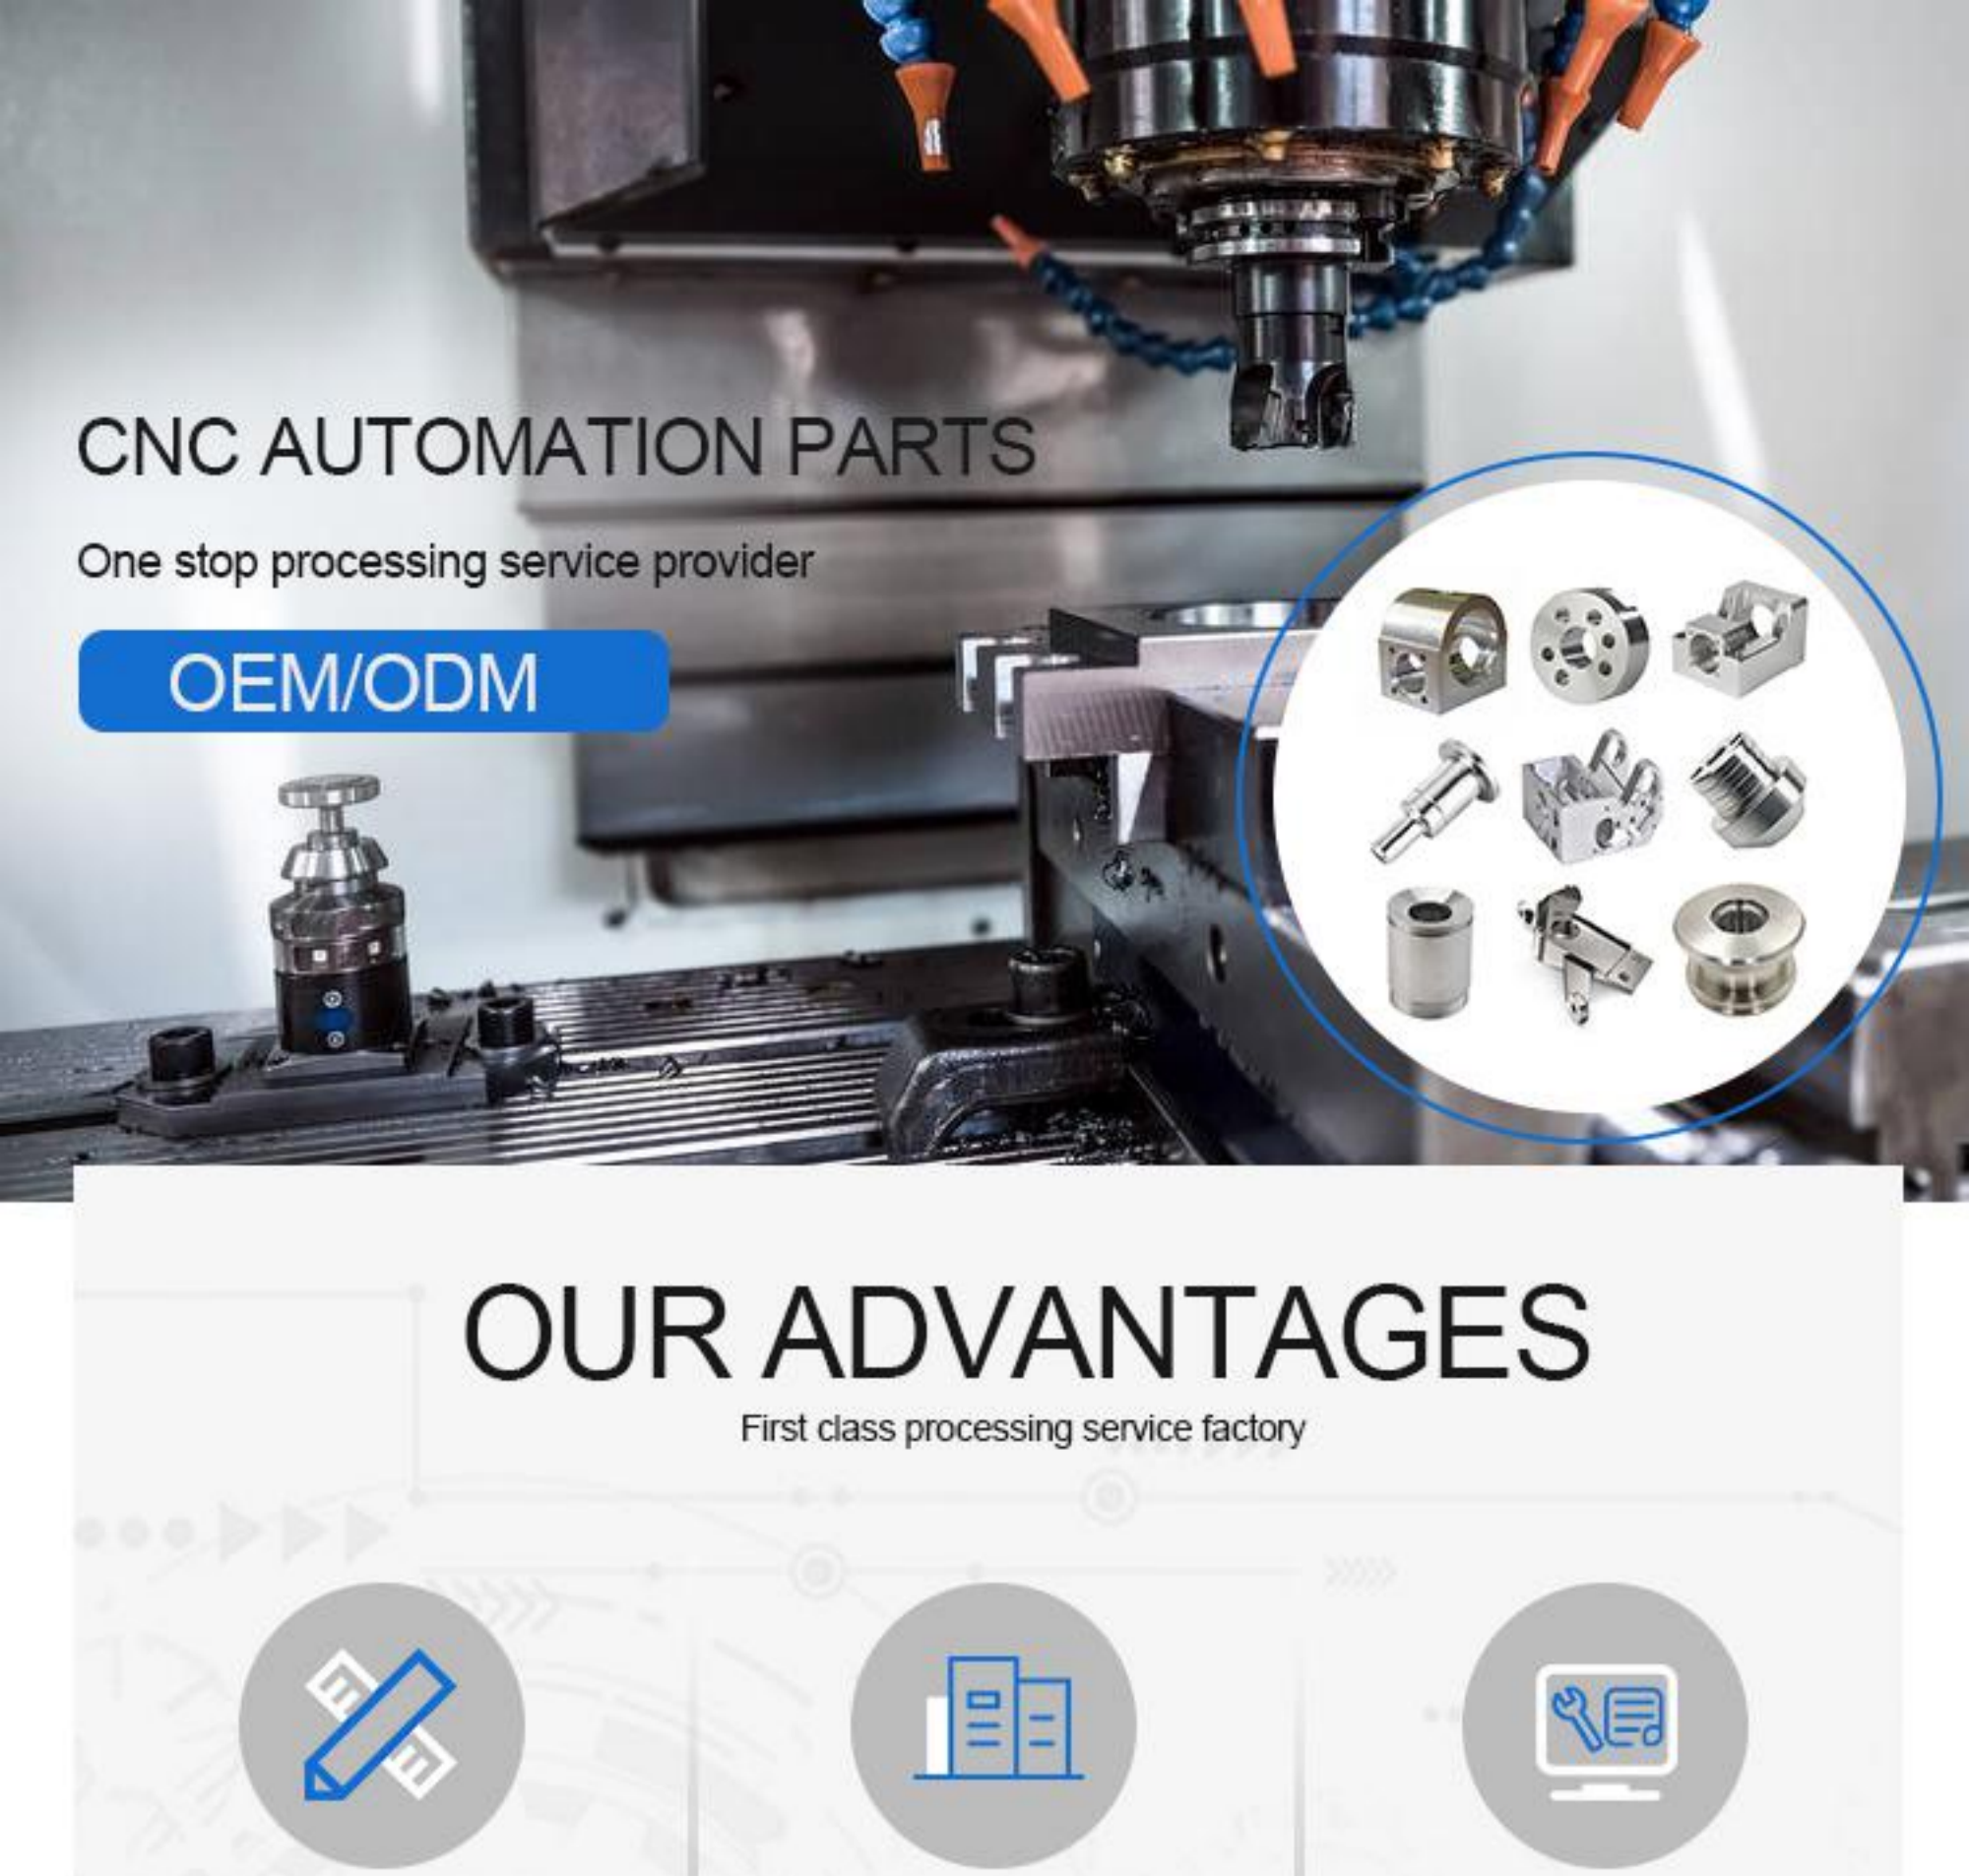 CNC AUTOMATION PARTS
One stop processing service provider
OEM/ODM
OUR ADVANTAGES
First class processing service factory